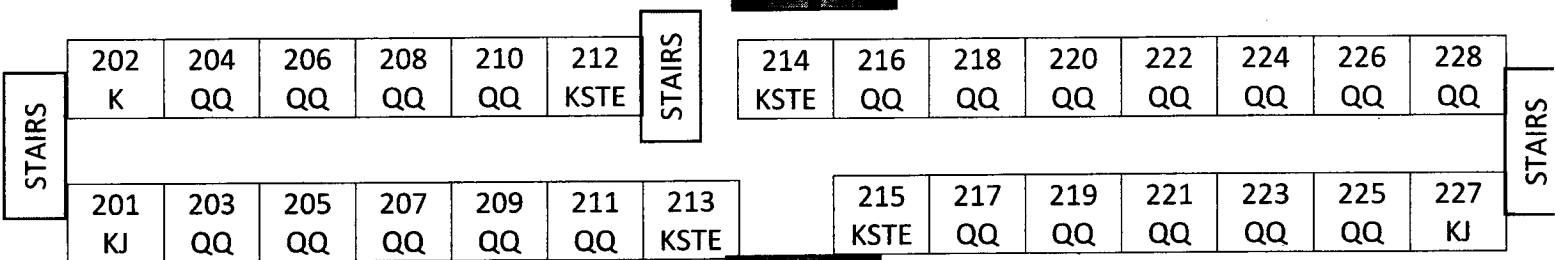 STAIRS
202 204 206 208 210 212
K QQ QQ QQ QQ KSTE
STAIRS
214 216 218 220 222 224 226 228
KSTE QQ QQ QQ QQ QQ QQ QQ
STAIRS
201 203 205 207 209 211 213
KJ QQ QQ QQ QQ QQ KSTE
215 217 219 221 223 225 227
KSTE QQ QQ QQ QQ QQ KJ